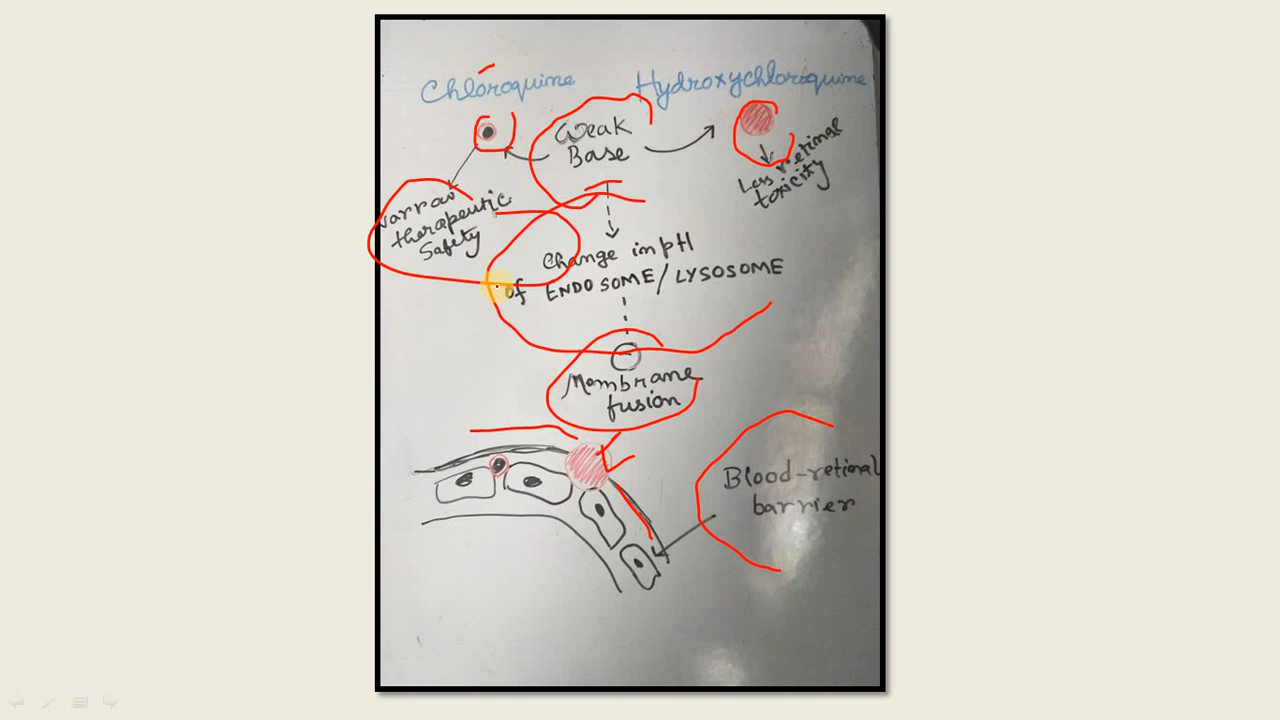 Chloroquine
Hydroxychloroquine
Weak
Base
Less retinal
toxicity
Narrow
therapeutic
Safety
Change in pH
of ENDOSOME/LYSOSOME
Membrane
fusion
Blood-retinal
barrier